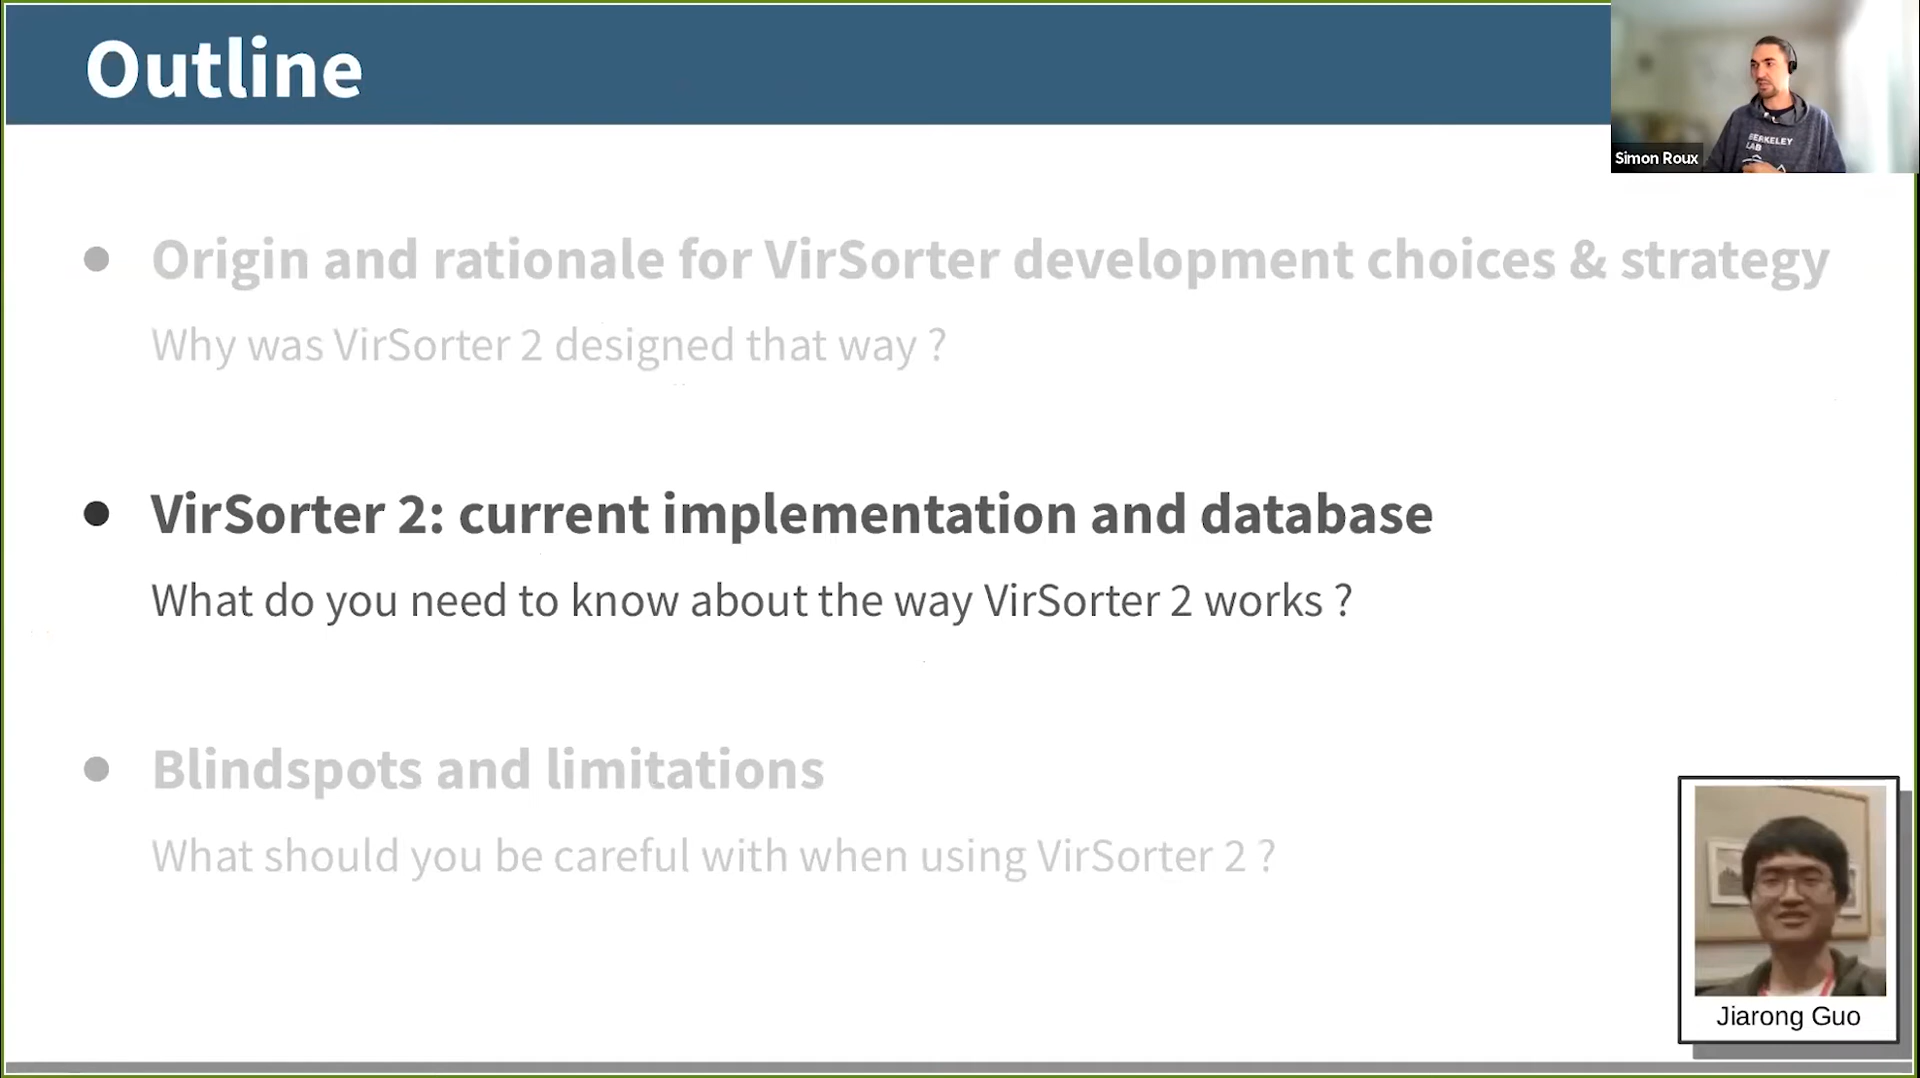 Outline
BERKELEY
LAB
Simon Roux
Origin and rationale for VirSorter development choices & strategy
Why was VirSorter 2 designed that way ?
VirSorter 2: current implementation and database
What do you need to know about the way VirSorter 2 works ?
Blindspots and limitations
What should you be careful with when using VirSorter 2 ?
Jiarong Guo